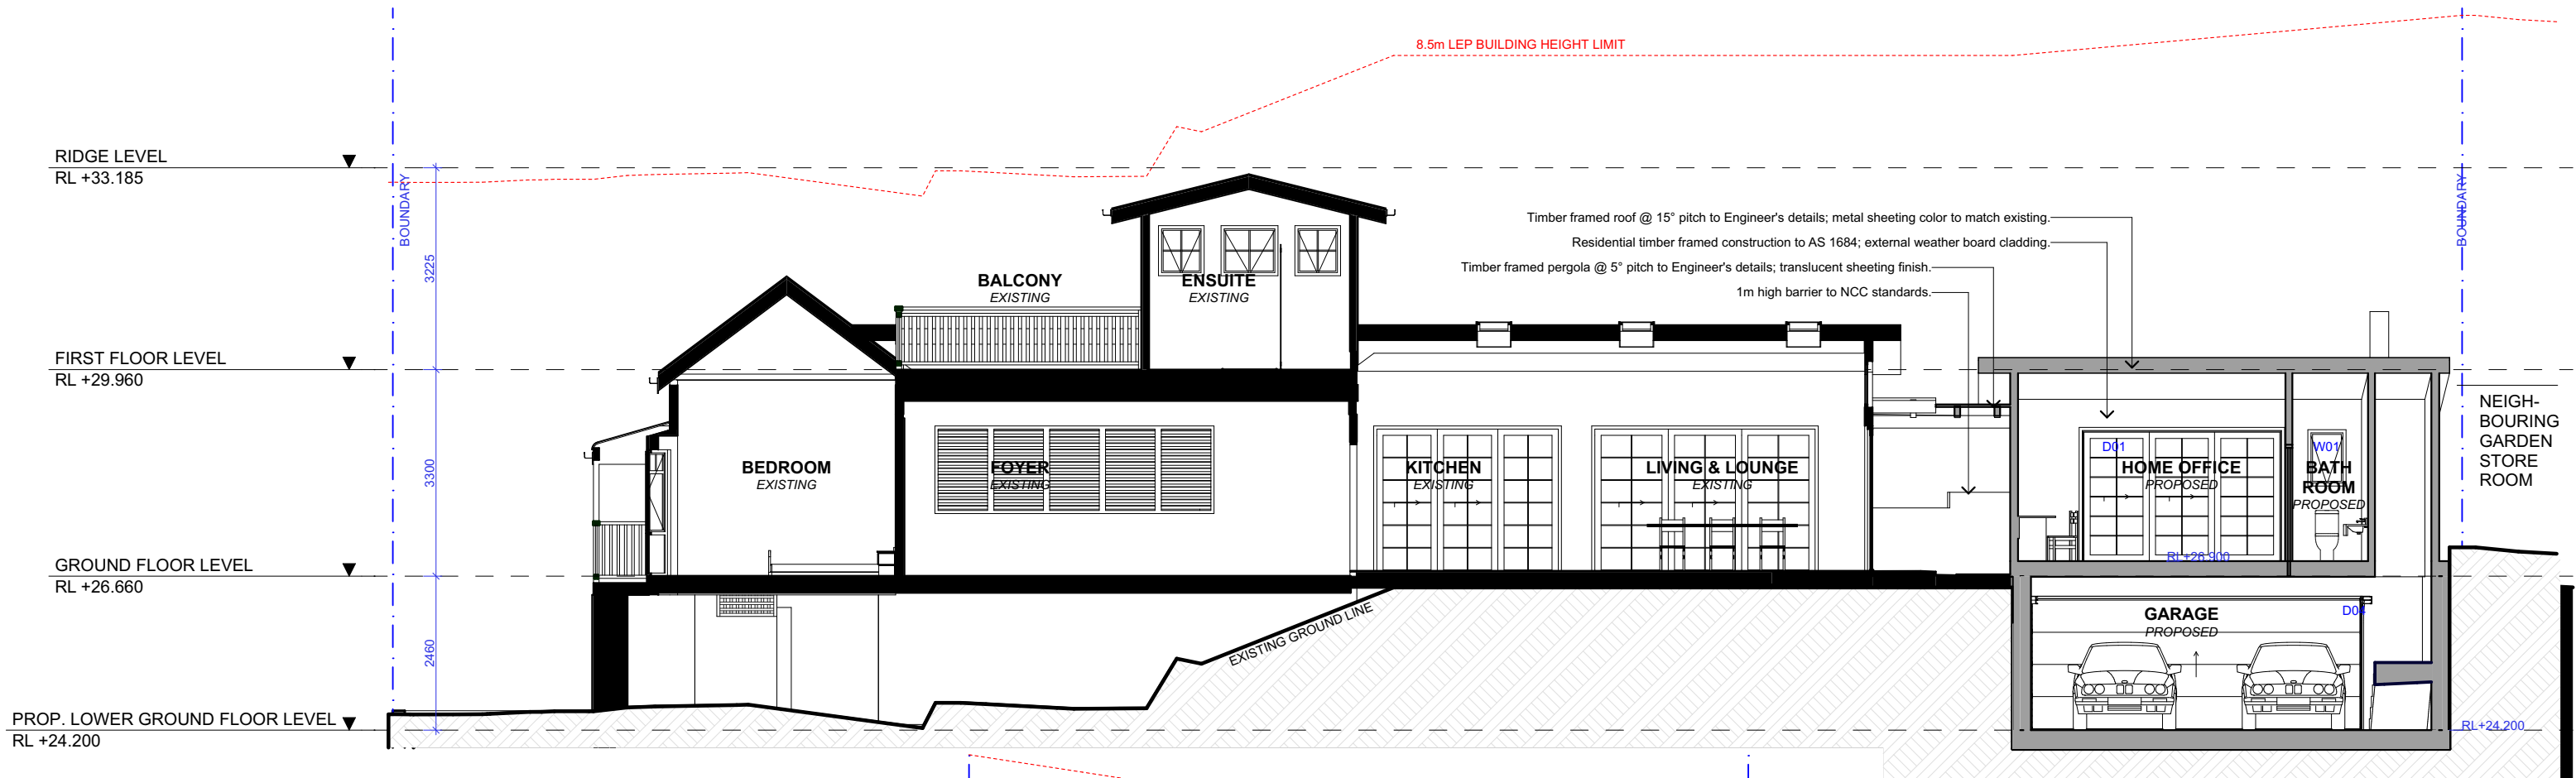 8.5m LEP BUILDING HEIGHT LIMIT
RIDGE LEVEL
RL +33.185
BOUNDARY
BOUNDARY
Timber framed roof @ 15° pitch to Engineer's details; metal sheeting color to match existing.
Residential timber framed construction to AS 1684; external weather board cladding.
Timber framed pergola @ 5° pitch to Engineer's details; translucent sheeting finish.
1m high barrier to NCC standards.
3225
BALCONY
EXISTING
ENSUITE
EXISTING
FIRST FLOOR LEVEL
RL +29.960
NEIGH-
BOURING
GARDEN
STORE
ROOM
3300
BEDROOM
EXISTING
FOYER
EXISTING
KITCHEN
EXISTING
LIVING & LOUNGE
EXISTING
D01
HOME OFFICE
PROPOSED
W01
BATH
ROOM
PROPOSED
RL+26.900
GROUND FLOOR LEVEL
RL +26.660
2460
EXISTING GROUND LINE
GARAGE
PROPOSED
D04
PROP. LOWER GROUND FLOOR LEVEL
RL +24.200
RL+24.200